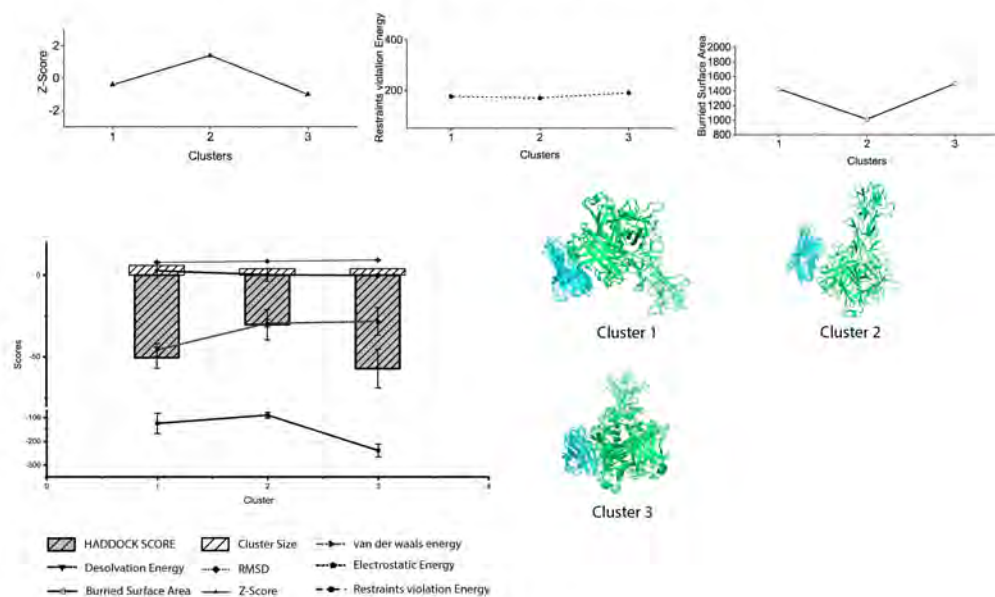 Z-Score
2
0
-2
1 2 3
Clusters
Restraints violation Energy
400
200
1 2 3
Clusters
Burried Surface Area
2000
1800
1600
1400
1200
1000
800
1 2 3
Clusters
Scores
0
-50
-100
-200
-300
0 1 2 3 4
Cluster
Cluster 1
Cluster 2
Cluster 3
HADDOCK SCORE
Cluster Size
van der waals energy
Desolvation Energy
RMSD
Electrostatic Energy
Burried Surface Area
Z-Score
Restraints violation Energy